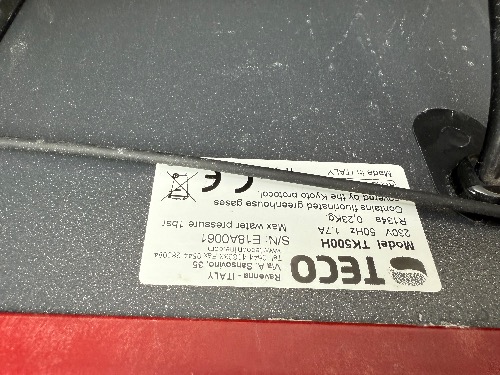 TECO
Ravenna - ITALY
Via A. Sansovino, 35
Model TK500H
S/N: E18A0061
230V 50Hz 1.7A
Max water pressure 1bar
R134a 0,23Kg.
Contains fluorinated greenhouse gases
covered by the Kyoto protocol.
CE
Made in ITALY